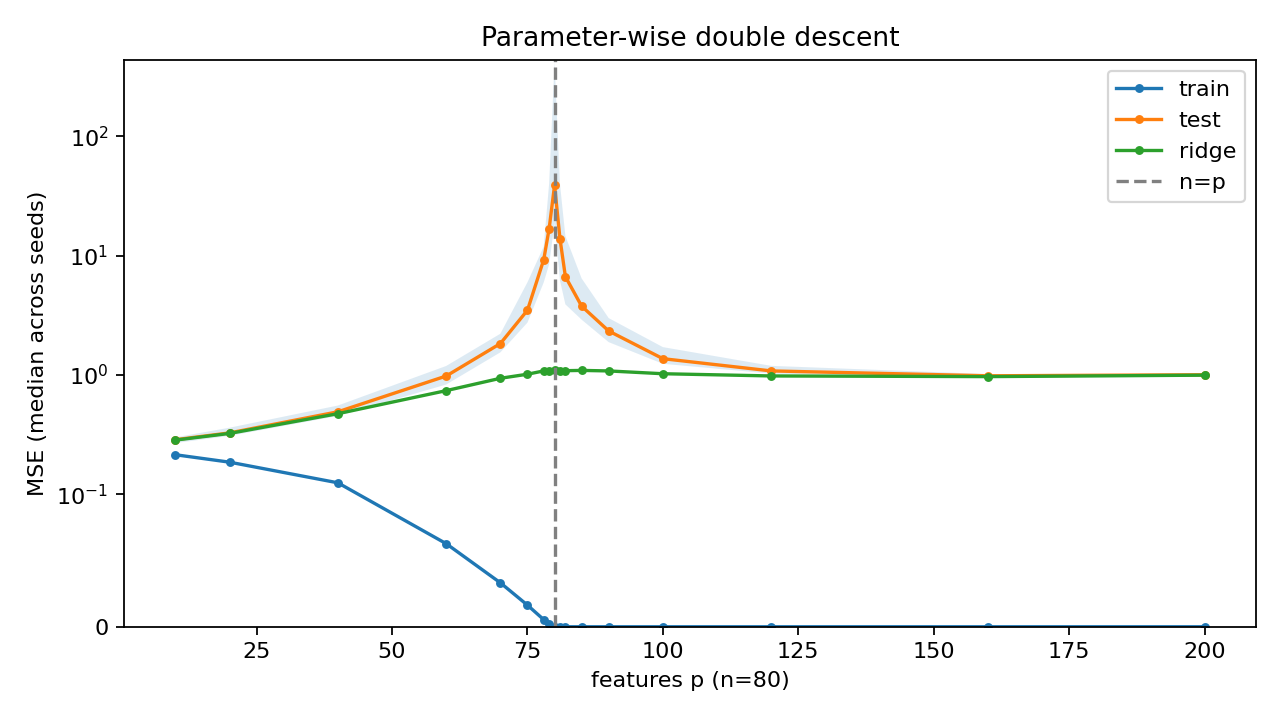 Parameter-wise double descent
MSE (median across seeds)
10²
10¹
10⁰
10⁻¹
0
25
50
75
100
125
150
175
200
features p (n=80)
train
test
ridge
n=p